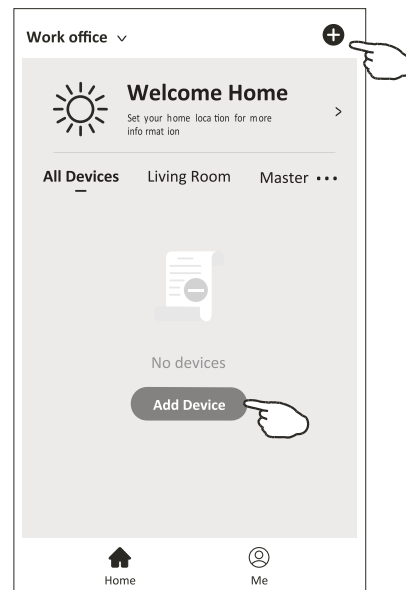 Work office
Welcome Home
Set your home loca tion for more
info rmat ion
All Devices Living Room Master •••
No devices
Add Device
Home Me